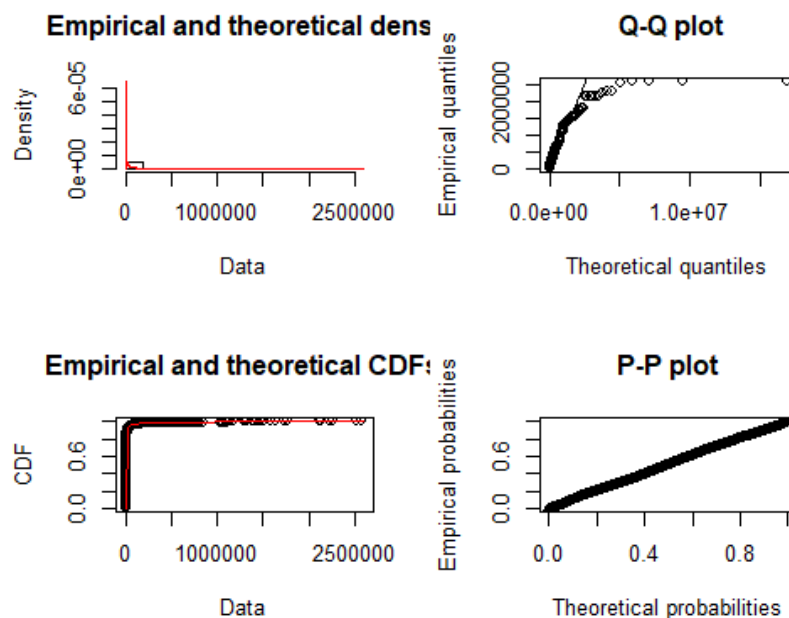 Empirical and theoretical dens
Density
0e+00
6e-05
0
1000000
2500000
Data
Q-Q plot
Empirical quantiles
0
2000000
0.0e+00
1.0e+07
Theoretical quantiles
Empirical and theoretical CDFs
CDF
0.0
0.6
0
1000000
2500000
Data
P-P plot
Empirical probabilities
0.0
0.6
0.0
0.4
0.8
Theoretical probabilities